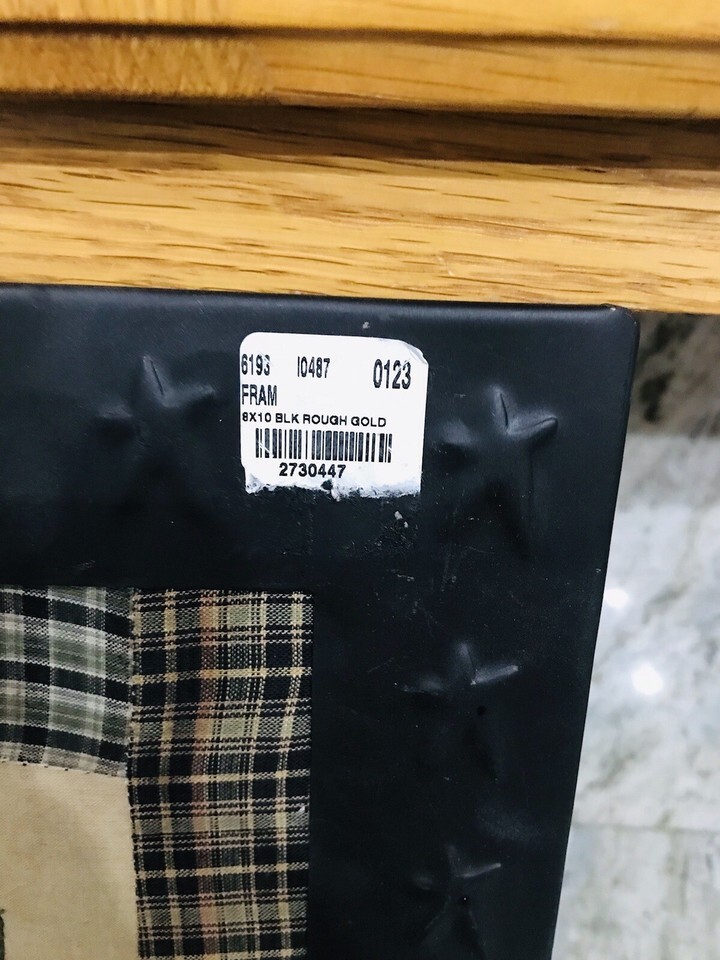 6193 I0487 0123
FRAM
8X10 BLK ROUGH GOLD
2730447